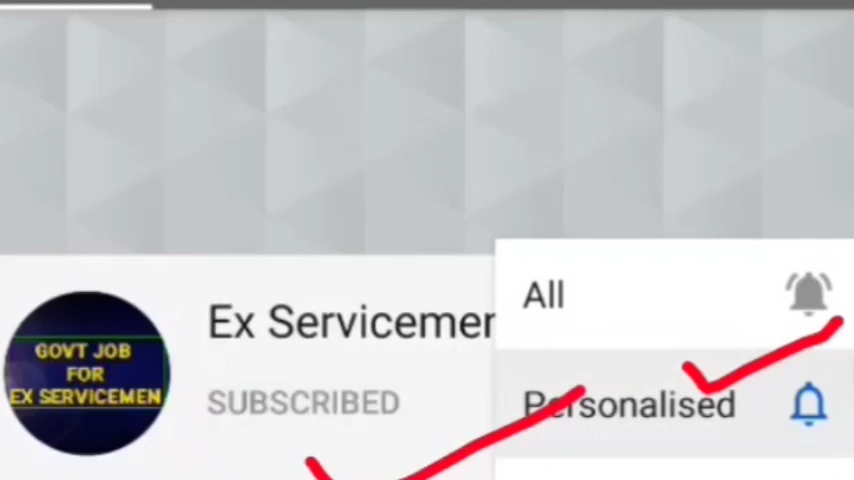 GOVT JOB
FOR
EX SERVICEMEN
Ex Servicemen
SUBSCRIBED
All
Personalised